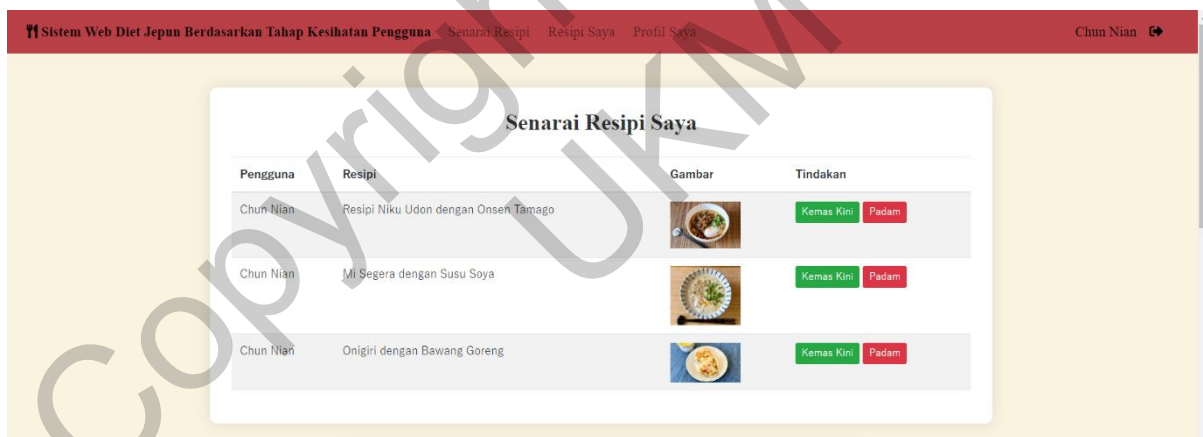 Sistem Web Diet Jepun Berdasarkan Tahap Kesihatan Pengguna Senarai Resipi Resipi Saya Profil Saya Chun Nian
Senarai Resipi Saya
Pengguna Resipi Gambar Tindakan
Chun Nian Resipi Niku Udon dengan Onsen Tamago Kemas Kini Padam
Chun Nian Mi Segera dengan Susu Soya Kemas Kini Padam
Chun Nian Onigiri dengan Bawang Goreng Kemas Kini Padam
Copyright
UKM